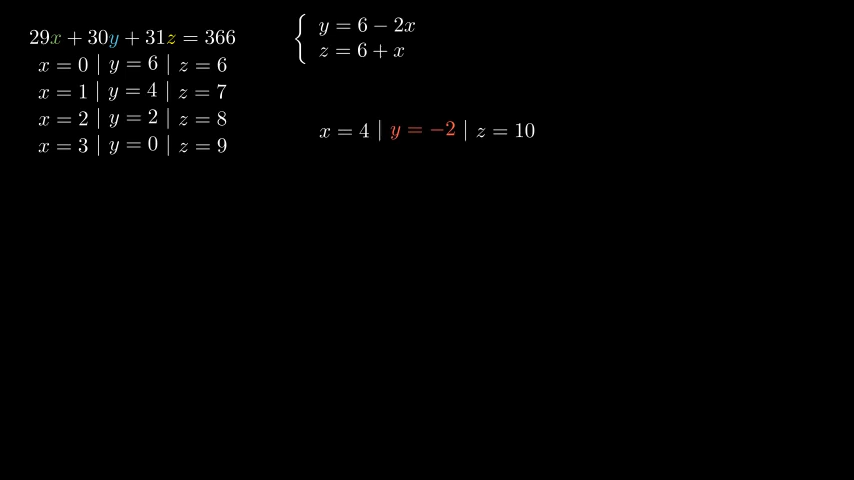 29x + 30y + 31z = 366
x = 0 | y = 6 | z = 6
x = 1 | y = 4 | z = 7
x = 2 | y = 2 | z = 8
x = 3 | y = 0 | z = 9
y = 6 − 2x
z = 6 + x
x = 4 | y = −2 | z = 10